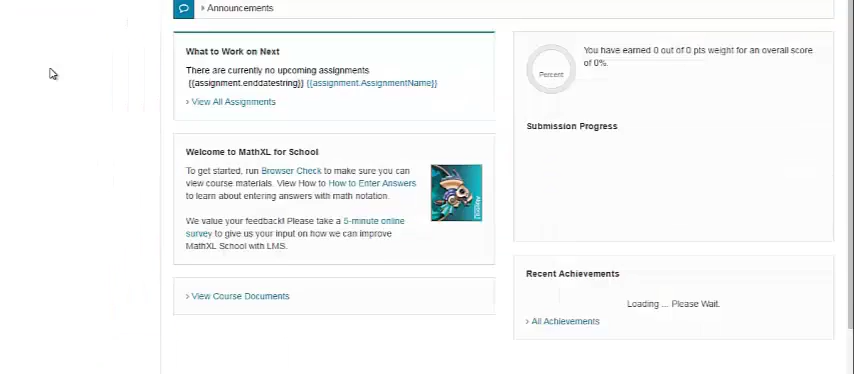 Announcements
What to Work on Next
There are currently no upcoming assignments
{{assignment.enddatestring}} {{assignment.AssignmentName}}
View All Assignments
Welcome to MathXL for School
To get started, run Browser Check to make sure you can
view course materials. View How to How to Enter Answers
to learn about entering answers with math notation.
We value your feedback! Please take a 5-minute online
survey to give us your input on how we can improve
MathXL School with LMS.
View Course Documents
Percent
You have earned 0 out of 0 pts weight for an overall score
of 0%.
Submission Progress
Recent Achievements
Loading ... Please Wait.
All Achievements